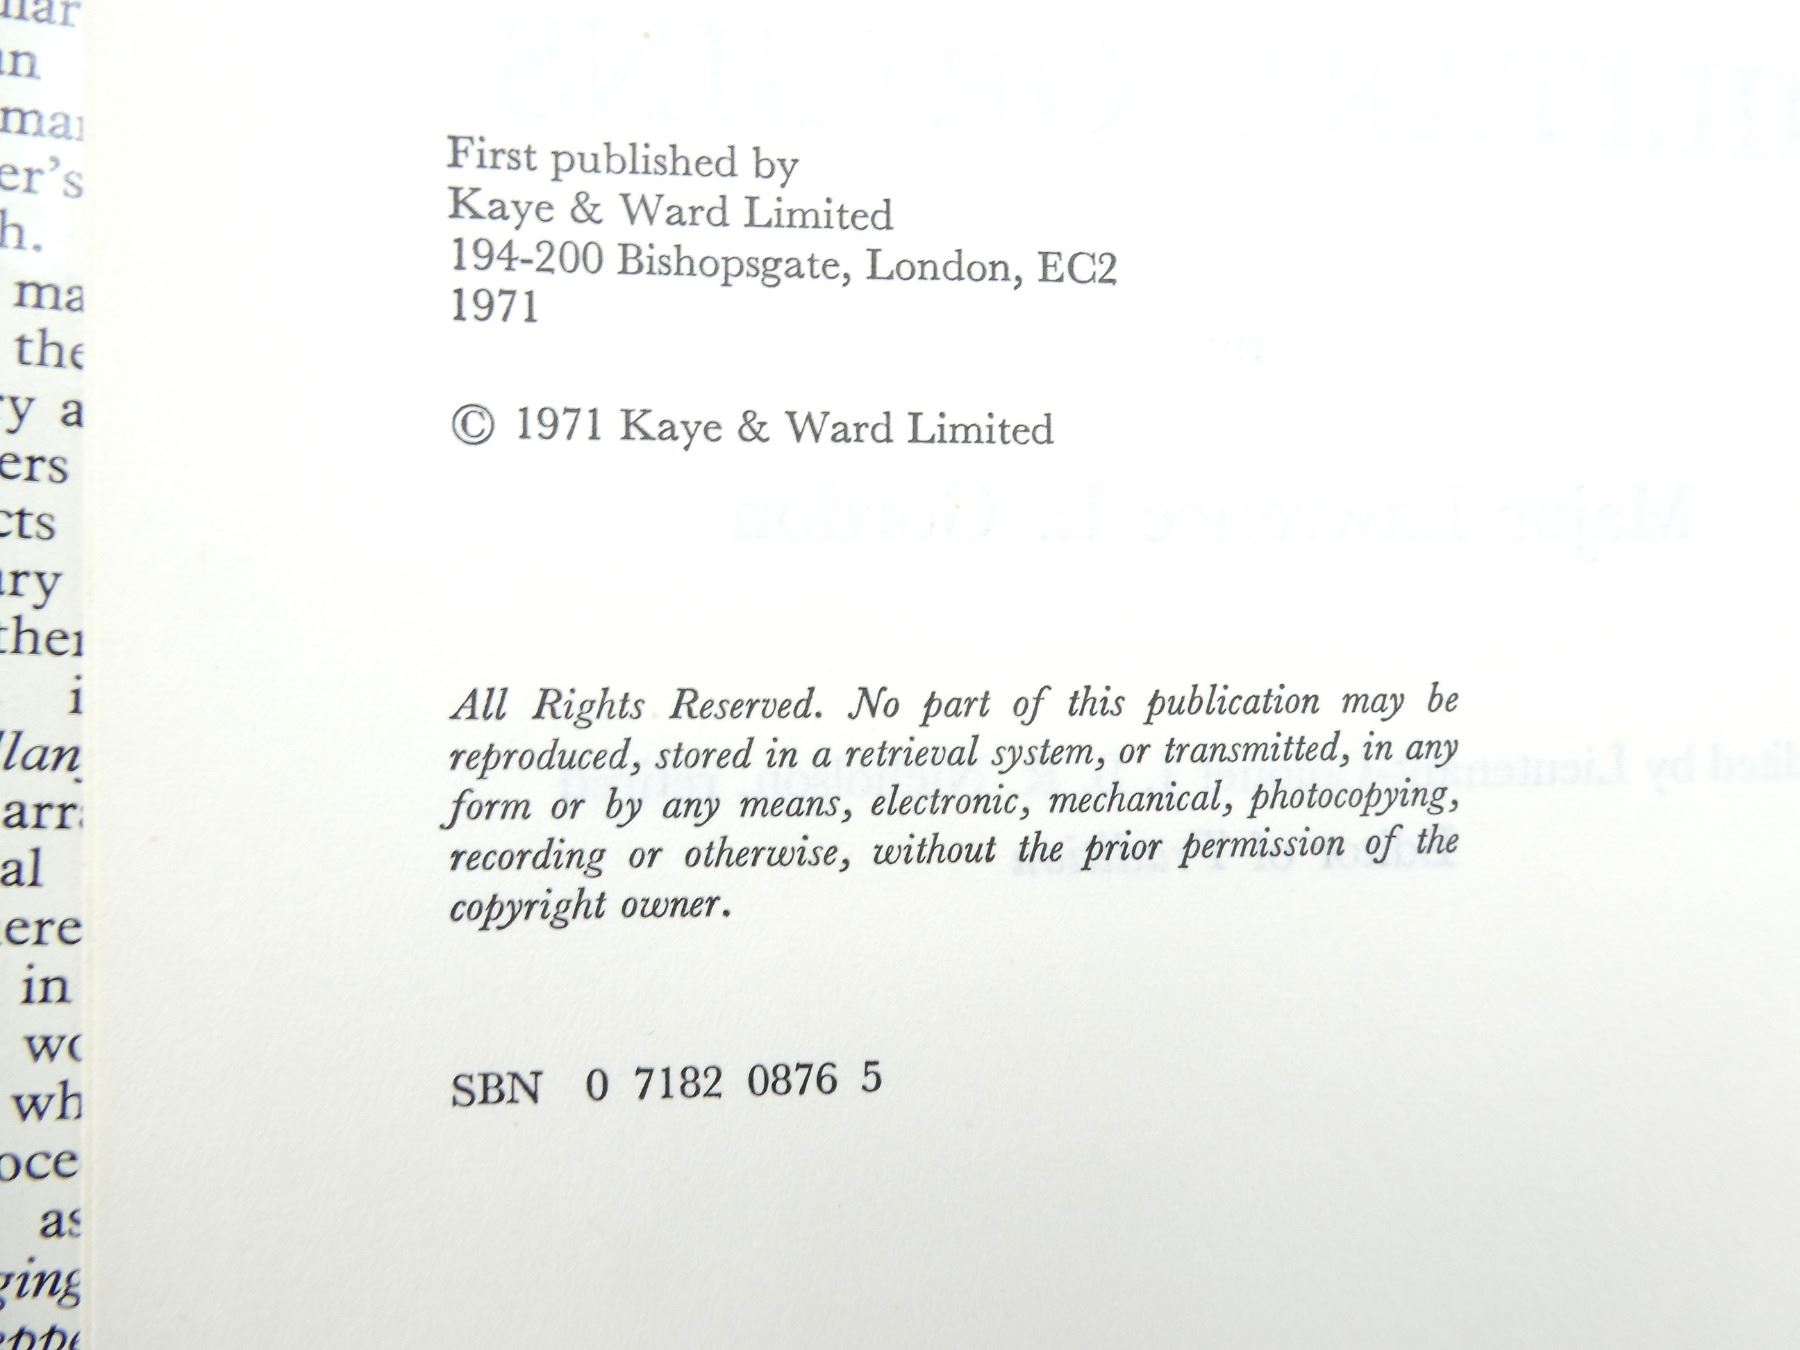 First published by
Kaye & Ward Limited
194-200 Bishopsgate, London, EC2
1971
© 1971 Kaye & Ward Limited
All Rights Reserved. No part of this publication may be
reproduced, stored in a retrieval system, or transmitted, in any
form or by any means, electronic, mechanical, photocopying,
recording or otherwise, without the prior permission of the
copyright owner.
SBN 0 7182 0876 5